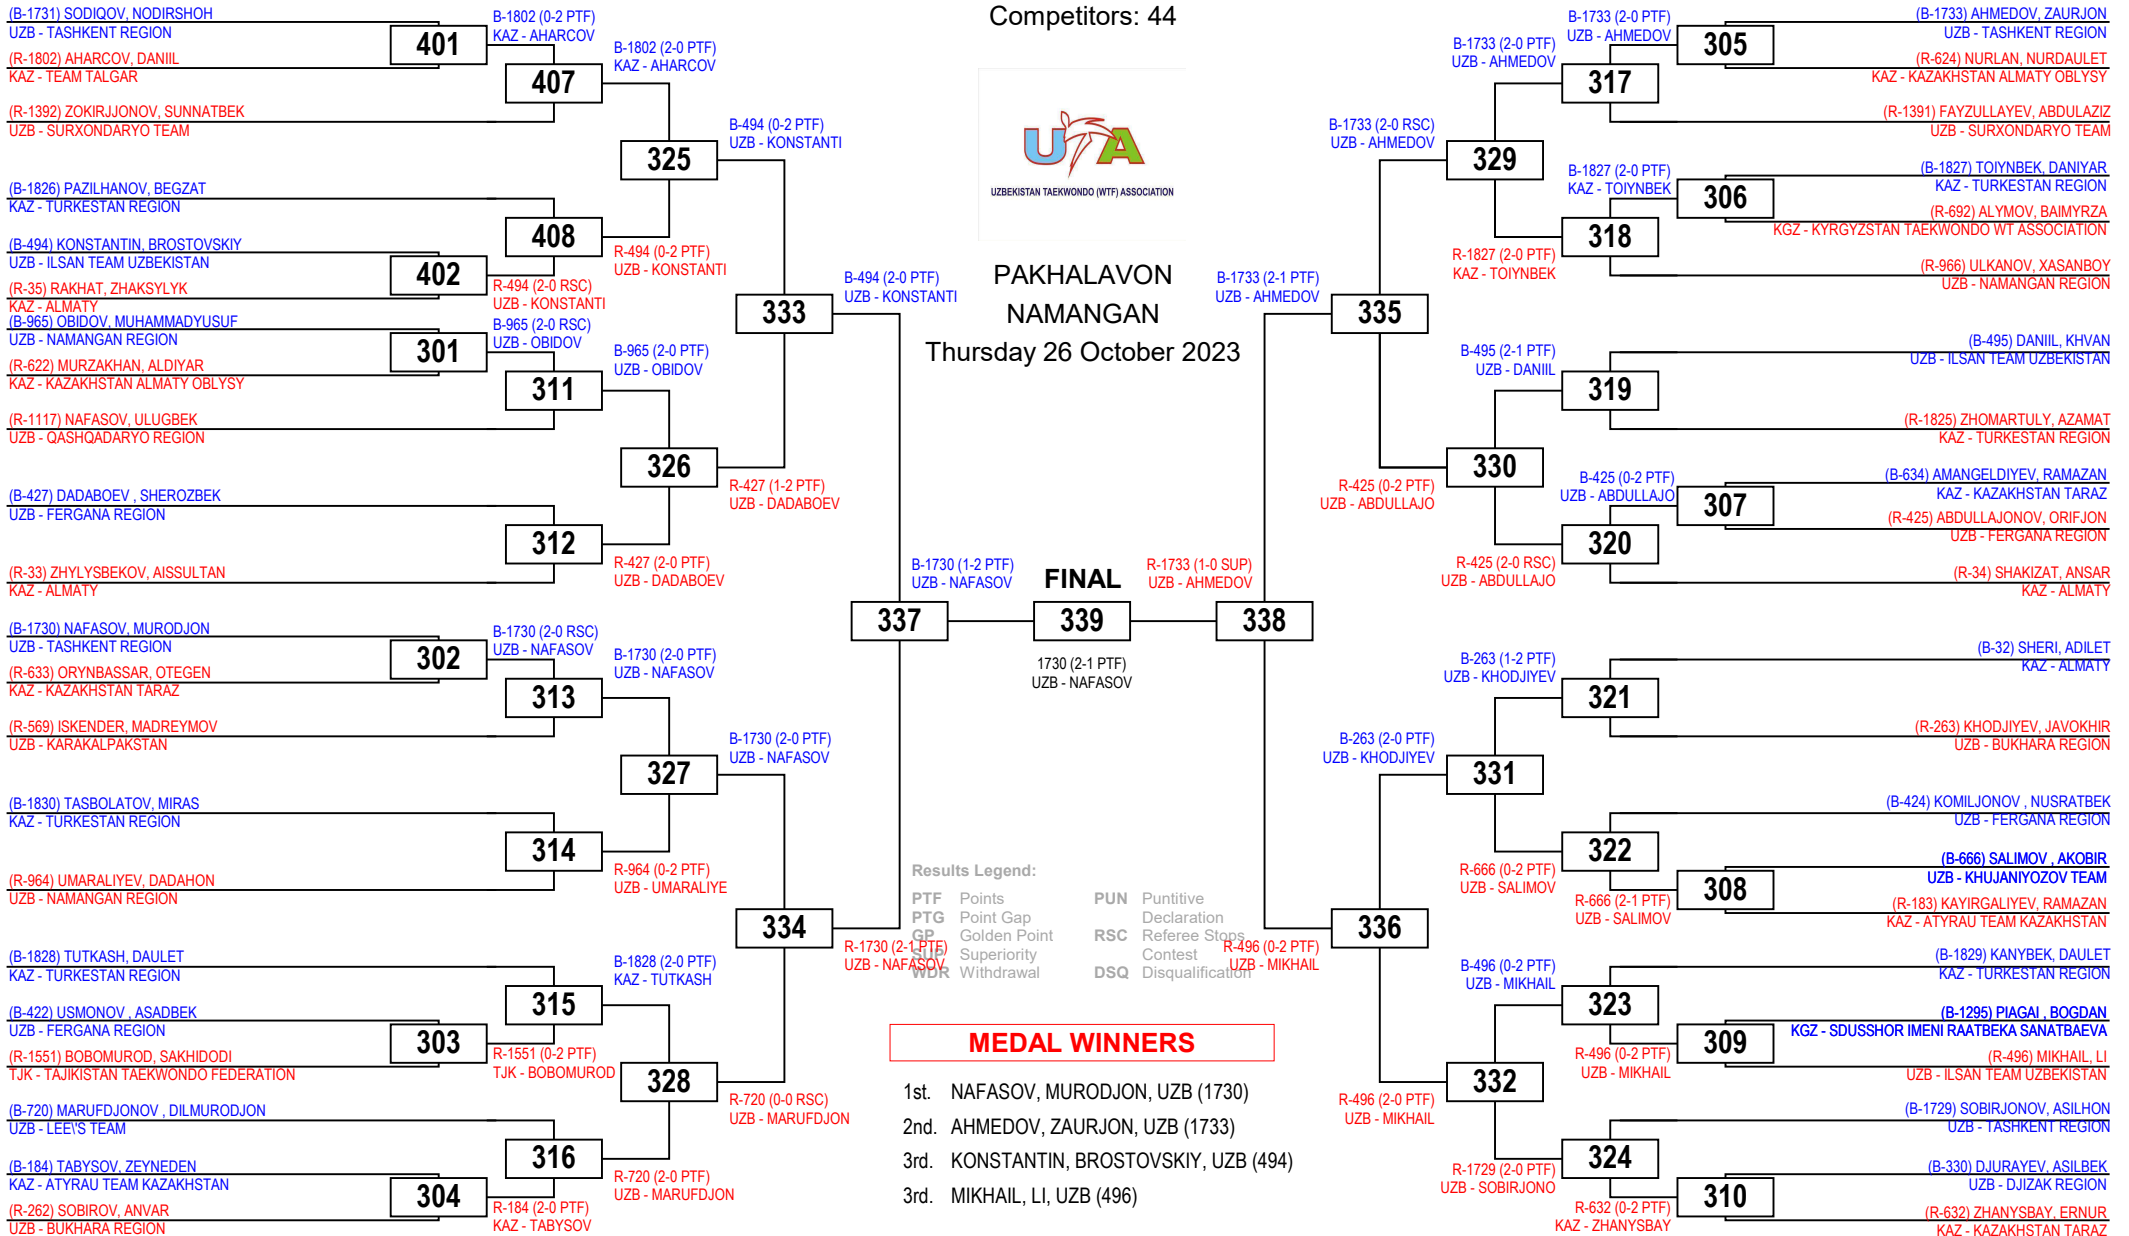 Competitors: 44
UZBEKISTAN TAEKWONDO (WTF) ASSOCIATION
PAKHALAVON
NAMANGAN
Thursday 26 October 2023
(B-1731) SODIQOV, NODIRSHOH
UZB - TASHKENT REGION
(R-1802) AHARCOV, DANIIL
KAZ - TEAM TALGAR
(R-1392) ZOKIRJJONOV, SUNNATBEK
UZB - SURXONDARYO TEAM
(B-1826) PAZILHANOV, BEGZAT
KAZ - TURKESTAN REGION
(B-494) KONSTANTIN, BROSTOVSKIY
UZB - ILSAN TEAM UZBEKISTAN
(R-35) RAKHAT, ZHAKSYLYK
KAZ - ALMATY
(B-965) OBIDOV, MUHAMMADYUSUF
UZB - NAMANGAN REGION
(R-622) MURZAKHAN, ALDIYAR
KAZ - KAZAKHSTAN ALMATY OBLYSY
(R-1117) NAFASOV, ULUGBEK
UZB - QASHQADARYO REGION
(B-427) DADABOEV , SHEROZBEK
UZB - FERGANA REGION
(R-33) ZHYLYSBEKOV, AISSULTAN
KAZ - ALMATY
(B-1730) NAFASOV, MURODJON
UZB - TASHKENT REGION
(R-633) ORYNBASSAR, OTEGEN
KAZ - KAZAKHSTAN TARAZ
(R-569) ISKENDER, MADREYMOV
UZB - KARAKALPAKSTAN
(B-1830) TASBOLATOV, MIRAS
KAZ - TURKESTAN REGION
(R-964) UMARALIYEV, DADAHON
UZB - NAMANGAN REGION
(B-1828) TUTKASH, DAULET
KAZ - TURKESTAN REGION
(B-422) USMONOV , ASADBEK
UZB - FERGANA REGION
(R-1551) BOBOMUROD, SAKHIDODI
TJK - TAJIKISTAN TAEKWONDO FEDERATION
(B-720) MARUFDJONOV , DILMURODJON
UZB - LEE\'S TEAM
(B-184) TABYSOV, ZEYNEDEN
KAZ - ATYRAU TEAM KAZAKHSTAN
(R-262) SOBIROV, ANVAR
UZB - BUKHARA REGION
401
402
301
302
303
304
B-1802 (0-2 PTF)
KAZ - AHARCOV
R-494 (2-0 RSC)
UZB - KONSTANTI
B-965 (2-0 RSC)
UZB - OBIDOV
B-1730 (2-0 RSC)
UZB - NAFASOV
R-1551 (0-2 PTF)
TJK - BOBOMUROD
R-184 (2-0 PTF)
KAZ - TABYSOV
407
408
311
312
313
314
315
316
B-1802 (2-0 PTF)
KAZ - AHARCOV
R-494 (0-2 PTF)
UZB - KONSTANTI
B-965 (2-0 PTF)
UZB - OBIDOV
R-427 (2-0 PTF)
UZB - DADABOEV
B-1730 (2-0 PTF)
UZB - NAFASOV
R-964 (0-2 PTF)
UZB - UMARALIYE
B-1828 (2-0 PTF)
KAZ - TUTKASH
R-720 (2-0 PTF)
UZB - MARUFDJON
325
326
327
328
B-494 (0-2 PTF)
UZB - KONSTANTI
R-427 (1-2 PTF)
UZB - DADABOEV
B-1730 (2-0 PTF)
UZB - NAFASOV
R-720 (0-0 RSC)
UZB - MARUFDJON
333
334
B-494 (2-0 PTF)
UZB - KONSTANTI
R-1730 (2-1 PTF)
UZB - NAFASOV
337
B-1730 (1-2 PTF)
UZB - NAFASOV
FINAL
339
1730 (2-1 PTF)
UZB - NAFASOV
R-1733 (1-0 SUP)
UZB - AHMEDOV
338
B-1733 (2-1 PTF)
UZB - AHMEDOV
R-496 (0-2 PTF)
UZB - MIKHAIL
335
336
B-1733 (2-0 RSC)
UZB - AHMEDOV
R-425 (0-2 PTF)
UZB - ABDULLAJO
B-263 (2-0 PTF)
UZB - KHODJIYEV
R-496 (2-0 PTF)
UZB - MIKHAIL
329
330
331
332
B-1733 (2-0 PTF)
UZB - AHMEDOV
R-1827 (2-0 PTF)
KAZ - TOIYNBEK
B-495 (2-1 PTF)
UZB - DANIIL
R-425 (2-0 RSC)
UZB - ABDULLAJO
B-263 (1-2 PTF)
UZB - KHODJIYEV
R-666 (0-2 PTF)
UZB - SALIMOV
B-496 (0-2 PTF)
UZB - MIKHAIL
R-1729 (2-0 PTF)
UZB - SOBIRJONO
317
318
319
320
321
322
323
324
B-1733 (2-0 PTF)
UZB - AHMEDOV
B-1827 (2-0 PTF)
KAZ - TOIYNBEK
B-425 (0-2 PTF)
UZB - ABDULLAJO
R-666 (2-1 PTF)
UZB - SALIMOV
R-496 (0-2 PTF)
UZB - MIKHAIL
R-632 (0-2 PTF)
KAZ - ZHANYSBAY
305
306
307
308
309
310
(B-1733) AHMEDOV, ZAURJON
UZB - TASHKENT REGION
(R-624) NURLAN, NURDAULET
KAZ - KAZAKHSTAN ALMATY OBLYSY
(R-1391) FAYZULLAYEV, ABDULAZIZ
UZB - SURXONDARYO TEAM
(B-1827) TOIYNBEK, DANIYAR
KAZ - TURKESTAN REGION
(R-692) ALYMOV, BAIMYRZA
KGZ - KYRGYZSTAN TAEKWONDO WT ASSOCIATION
(R-966) ULKANOV, XASANBOY
UZB - NAMANGAN REGION
(B-495) DANIIL, KHVAN
UZB - ILSAN TEAM UZBEKISTAN
(R-1825) ZHOMARTULY, AZAMAT
KAZ - TURKESTAN REGION
(B-634) AMANGELDIYEV, RAMAZAN
KAZ - KAZAKHSTAN TARAZ
(R-425) ABDULLAJONOV, ORIFJON
UZB - FERGANA REGION
(R-34) SHAKIZAT, ANSAR
KAZ - ALMATY
(B-32) SHERI, ADILET
KAZ - ALMATY
(R-263) KHODJIYEV, JAVOKHIR
UZB - BUKHARA REGION
(B-424) KOMILJONOV , NUSRATBEK
UZB - FERGANA REGION
(B-666) SALIMOV , AKOBIR
UZB - KHUJANIYOZOV TEAM
(R-183) KAYIRGALIYEV, RAMAZAN
KAZ - ATYRAU TEAM KAZAKHSTAN
(B-1829) KANYBEK, DAULET
KAZ - TURKESTAN REGION
(B-1295) PIAGAI , BOGDAN
KGZ - SDUSSHOR IMENI RAATBEKA SANATBAEVA
(R-496) MIKHAIL, LI
UZB - ILSAN TEAM UZBEKISTAN
(B-1729) SOBIRJONOV, ASILHON
UZB - TASHKENT REGION
(B-330) DJURAYEV, ASILBEK
UZB - DJIZAK REGION
(R-632) ZHANYSBAY, ERNUR
KAZ - KAZAKHSTAN TARAZ
Results Legend:
PTF Points
PTG Point Gap
GP Golden Point
SUP Superiority
WDR Withdrawal
PUN Puntitive
Declaration
RSC Referee Stops
Contest
DSQ Disqualification
MEDAL WINNERS
1st. NAFASOV, MURODJON, UZB (1730)
2nd. AHMEDOV, ZAURJON, UZB (1733)
3rd. KONSTANTIN, BROSTOVSKIY, UZB (494)
3rd. MIKHAIL, LI, UZB (496)